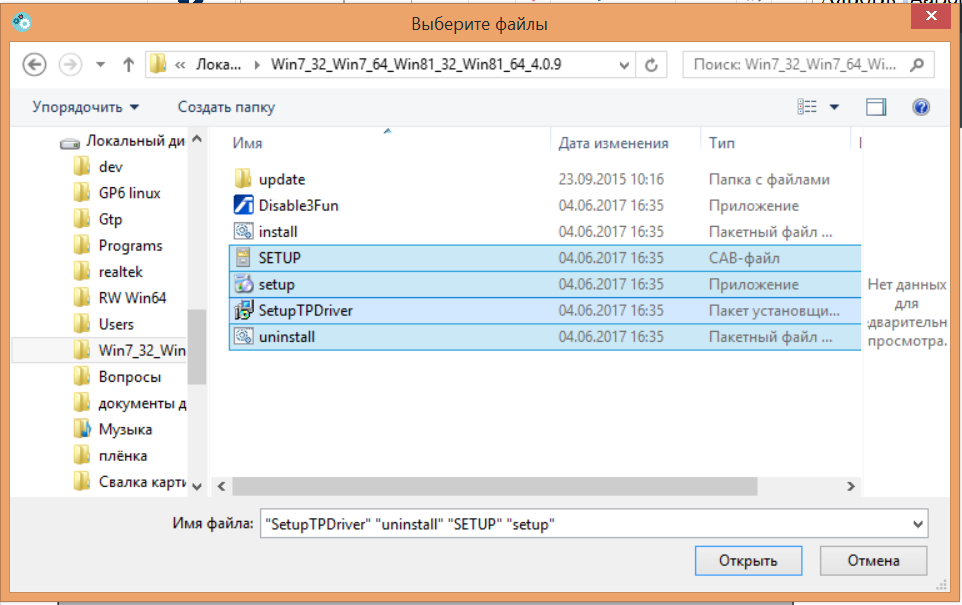 Выберите файлы
« Лока... Win7_32_Win7_64_Win81_32_Win81_64_4.0.9
Поиск: Win7_32_Win7_64_Wi...
Упорядочить
Создать папку
Локальный ди
dev
GP6 linux
Gtp
Programs
realtek
RW Win64
Users
Win7_32_Win
Вопросы
документы д
Музыка
плёнка
Свалка карти
Имя Дата изменения Тип
update 23.09.2015 10:16 Папка с файлами
Disable3Fun 04.06.2017 16:35 Приложение
install 04.06.2017 16:35 Пакетный файл ...
SETUP 04.06.2017 16:35 CAB-файл
setup 04.06.2017 16:35 Приложение
SetupTPDriver 04.06.2017 16:35 Пакет установщи...
uninstall 04.06.2017 16:35 Пакетный файл ...
Нет данных
для
дварительн
просмотра.
Имя файла: "SetupTPDriver" "uninstall" "SETUP" "setup"
Открыть
Отмена